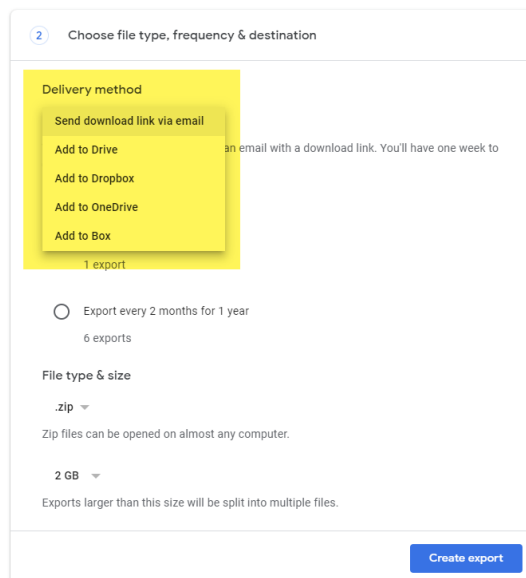 2 Choose file type, frequency & destination
Delivery method
Send download link via email
Add to Drive
an email with a download link. You'll have one week to
Add to Dropbox
Add to OneDrive
Add to Box
1 export
Export every 2 months for 1 year
6 exports
File type & size
.zip
Zip files can be opened on almost any computer.
2 GB
Exports larger than this size will be split into multiple files.
Create export